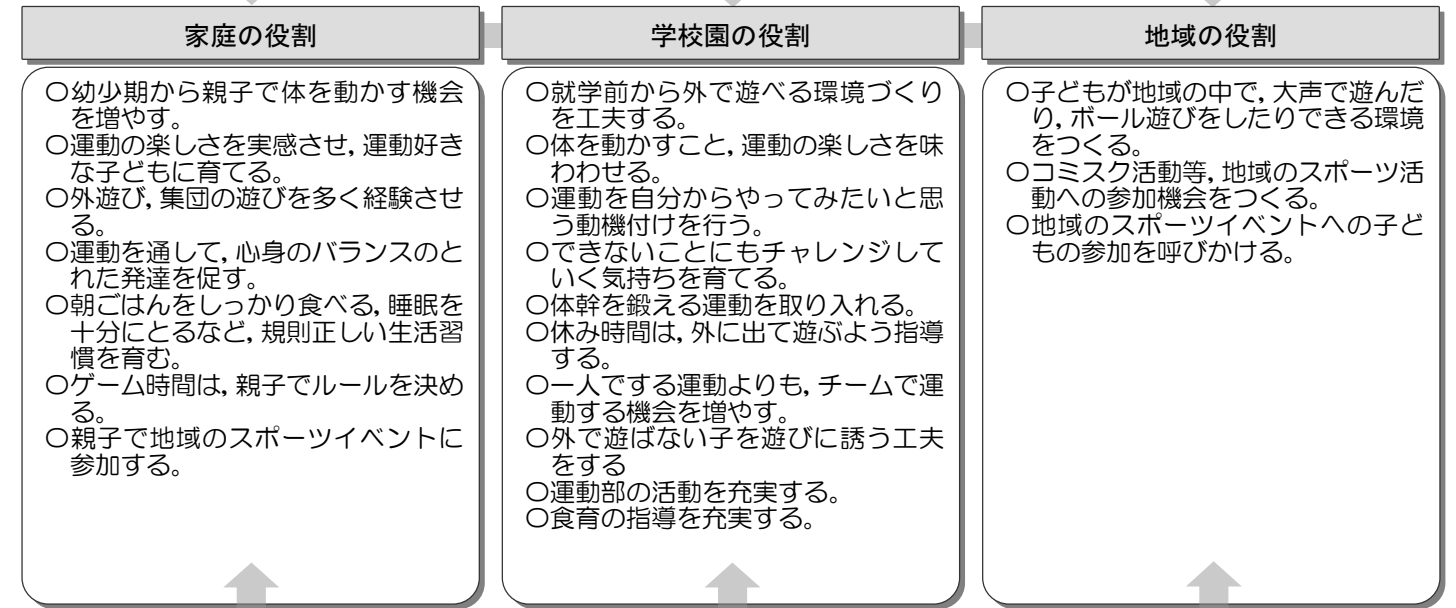 家庭の役割
○幼少期から親子で体を動かす機会
を増やす。
○運動の楽しさを実感させ,運動好き
な子どもに育てる。
○外遊び,集団の遊びを多く経験させ
る。
○運動を通して,心身のバランスのと
れた発達を促す。
○朝ごはんをしっかり食べる,睡眠を
十分にとるなど,規則正しい生活習
慣を育む。
○ゲーム時間は,親子でルールを決め
る。
○親子で地域のスポーツイベントに
参加する。
学校園の役割
○就学前から外で遊べる環境づくり
を工夫する。
○体を動かすこと,運動の楽しさを味
わわせる。
○運動を自分からやってみたいと思
う動機付けを行う。
○できないことにもチャレンジして
いく気持ちを育てる。
○体幹を鍛える運動を取り入れる。
○休み時間は,外に出て遊ぶよう指導
する。
○一人でする運動よりも,チームで運
動する機会を増やす。
○外で遊ばない子を遊びに誘う工夫
をする
○運動部の活動を充実する。
○食育の指導を充実する。
地域の役割
○子どもが地域の中で,大声で遊んだ
り,ボール遊びをしたりできる環境
をつくる。
○コミスク活動等,地域のスポーツ活
動への参加機会をつくる。
○地域のスポーツイベントへの子ど
もの参加を呼びかける。